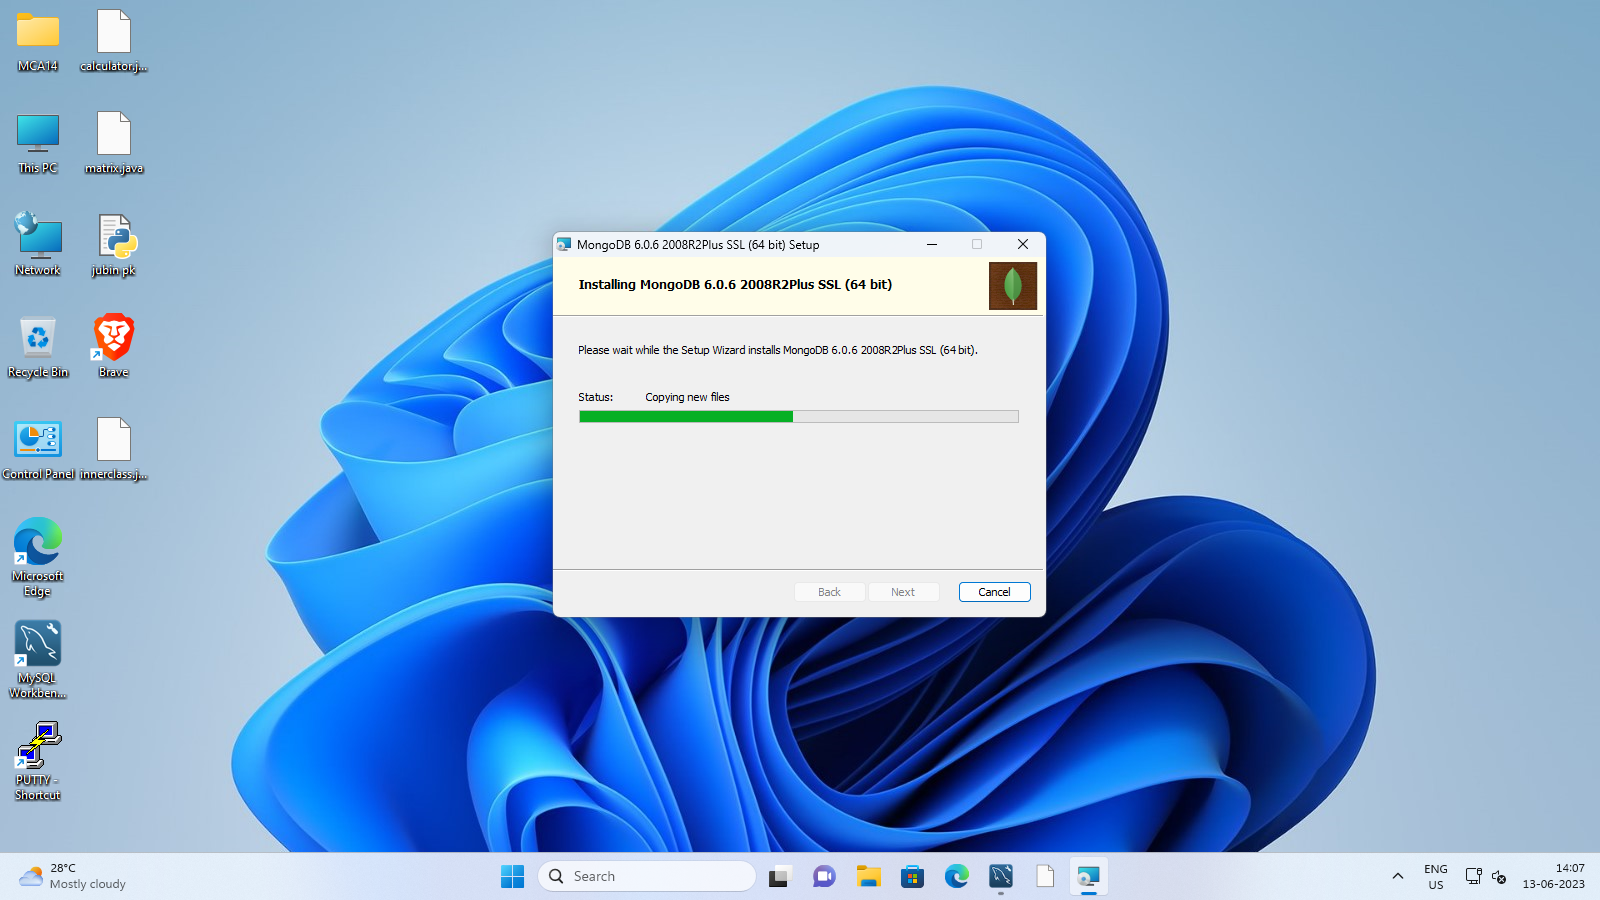 MCA14
calculator.j...
This PC
matrix.java
Network
jubin pk
Recycle Bin
Brave
Control Panel
innerclass.j...
Microsoft
Edge
MySQL
Workben...
PUTTY -
Shortcut
MongoDB 6.0.6 2008R2Plus SSL (64 bit) Setup
Installing MongoDB 6.0.6 2008R2Plus SSL (64 bit)
Please wait while the Setup Wizard installs MongoDB 6.0.6 2008R2Plus SSL (64 bit).
Status: Copying new files
Back Next Cancel
28°C
Mostly cloudy
Search
ENG
US
14:07
13-06-2023